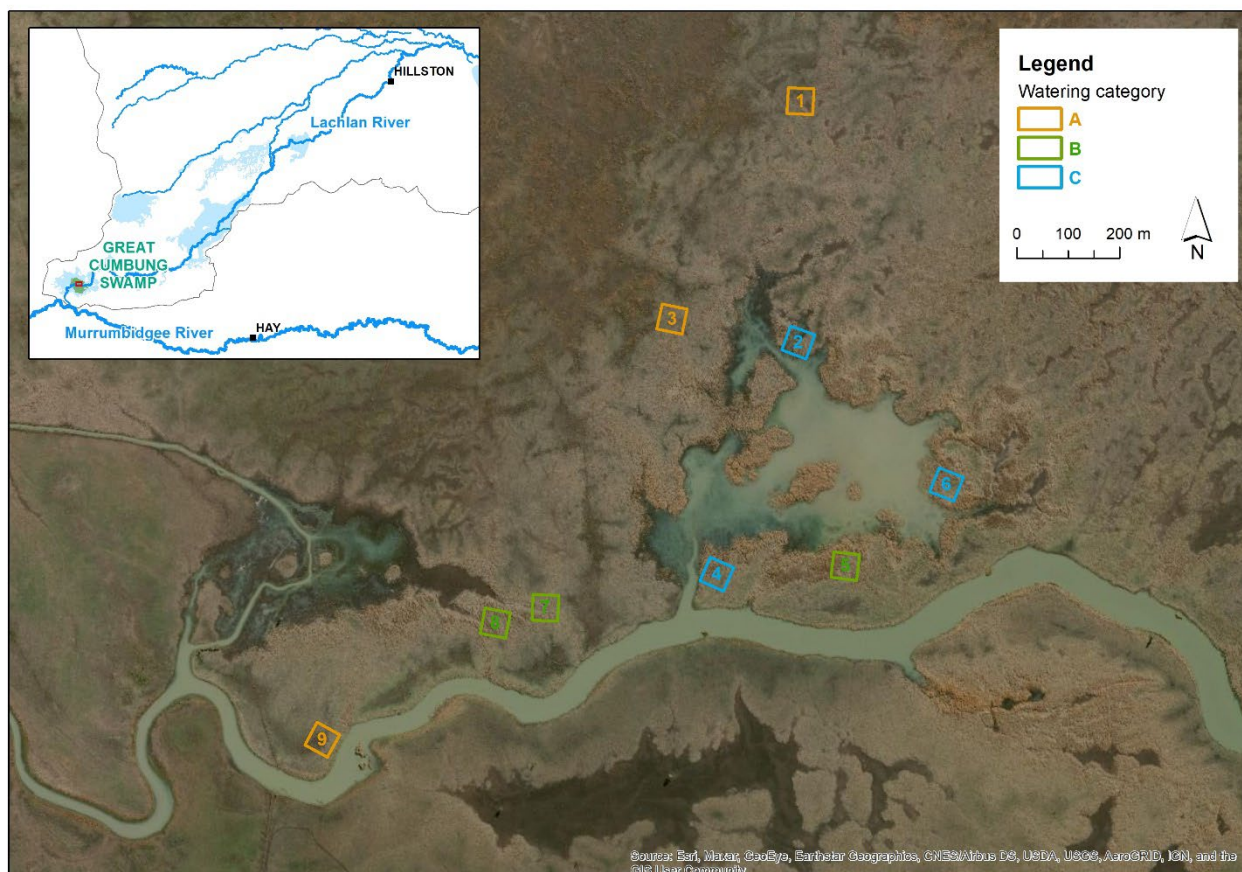 HILLSTON
Lachlan River
GREAT
CUMBUNG
SWAMP
Murrumbidgee River
HAY
Legend
Watering category
A
B
C
0 100 200 m
N
1
3
2
6
4
5
7
8
9
Source: Esri, Maxar, GeoEye, Earthstar Geographics, CNES/Airbus DS, USDA, USGS, AeroGRID, IGN, and the
GIS User Community